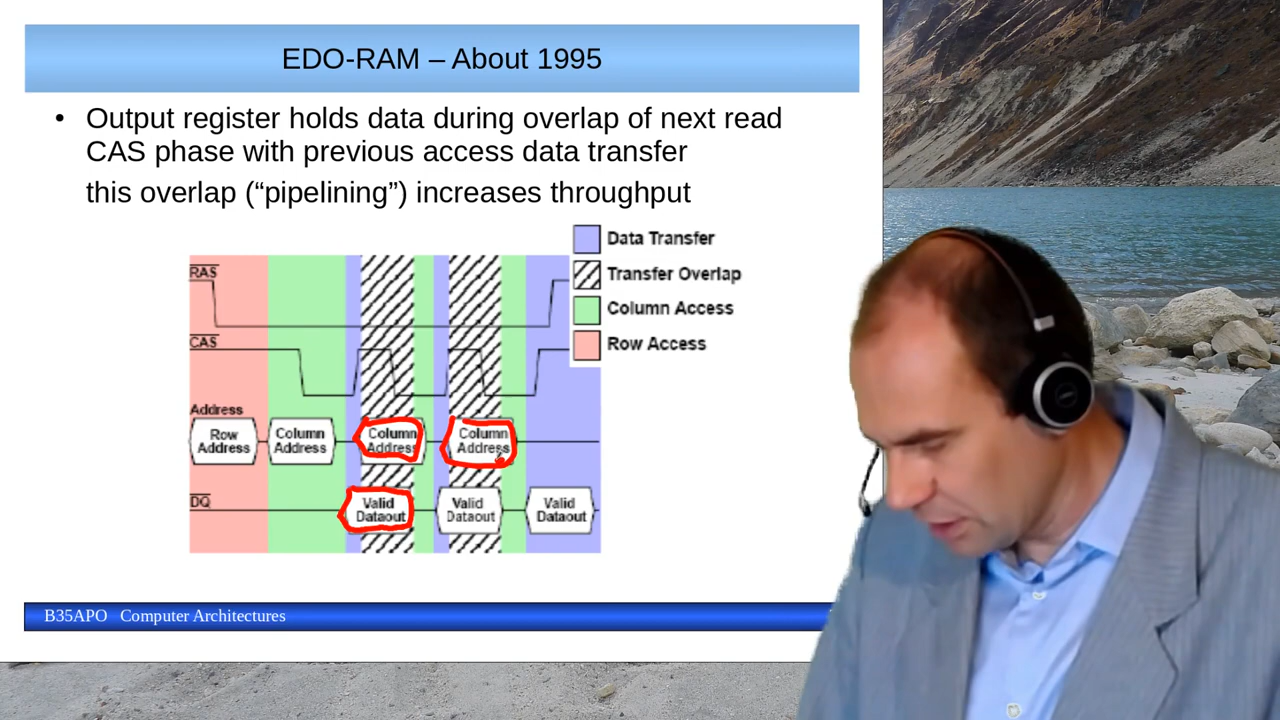 EDO-RAM – About 1995
• Output register holds data during overlap of next read
CAS phase with previous access data transfer
this overlap (“pipelining”) increases throughput
Data Transfer
Transfer Overlap
Column Access
Row Access
RAS
CAS
Address
Row
Address
Column
Address
Column
Address
Column
Address
DQ
Valid
Dataout
Valid
Dataout
Valid
Dataout
B35APO Computer Architectures